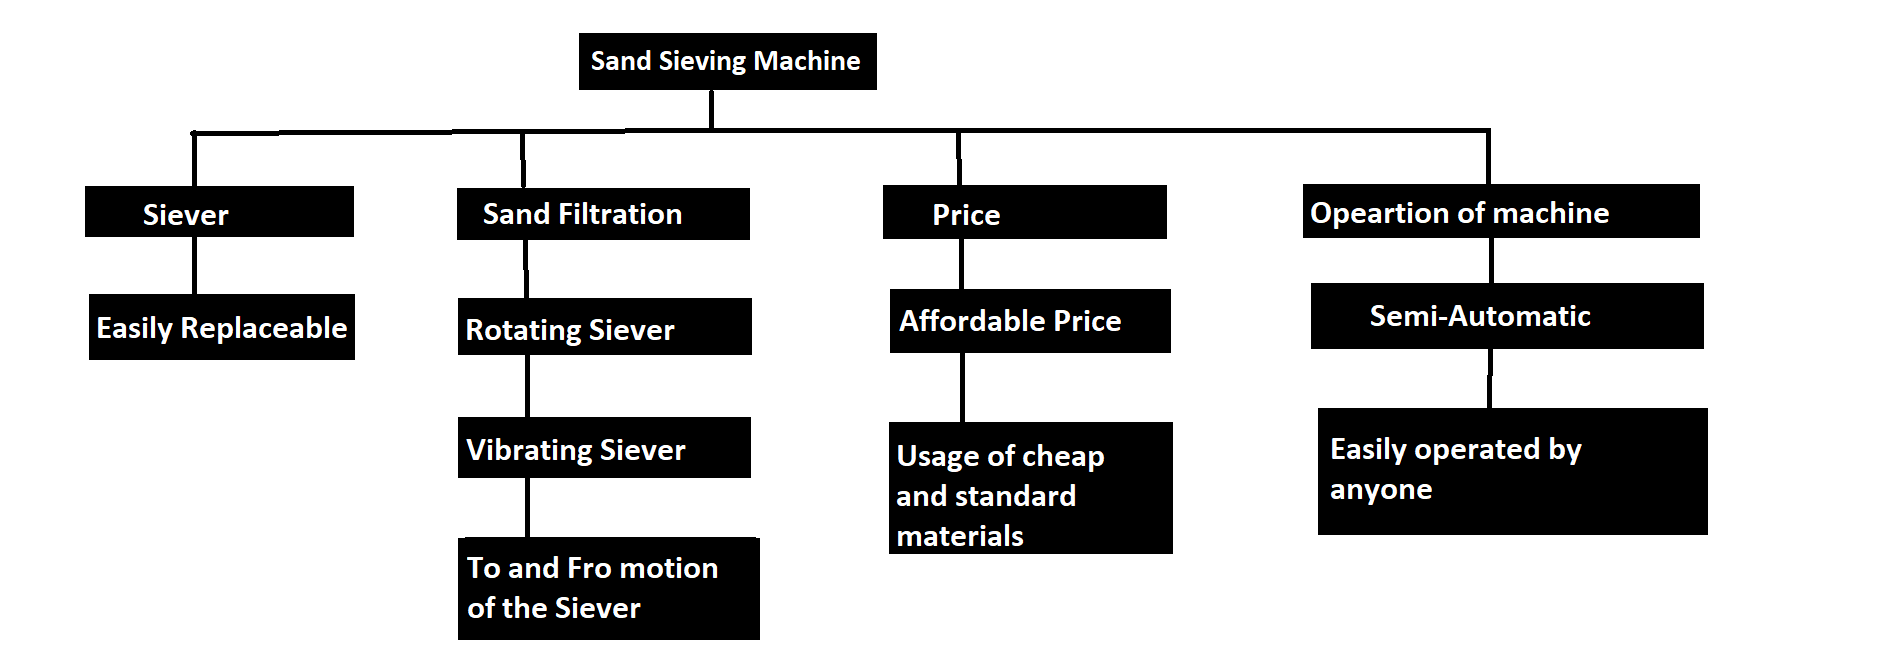 Sand Sieving Machine
Siever
Sand Filtration
Price
Opeartion of machine
Easily Replaceable
Rotating Siever
Affordable Price
Semi-Automatic
Vibrating Siever
Usage of cheap
and standard
materials
Easily operated by
anyone
To and Fro motion
of the Siever